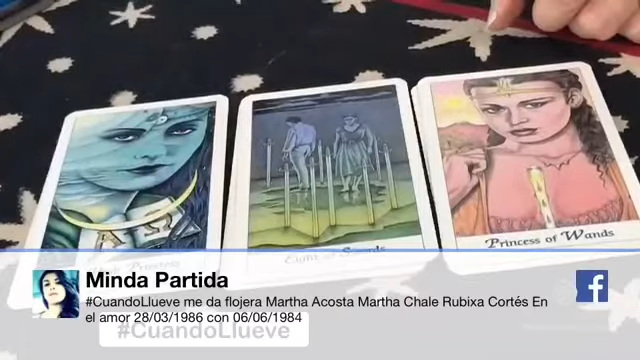 Priestess
Eight of Swords
Princess of Wands
Minda Partida
#CuandoLlueve me da flojera Martha Acosta Martha Chale Rubixa Cortés En
el amor 28/03/1986 con 06/06/1984
#CuandoLlueve